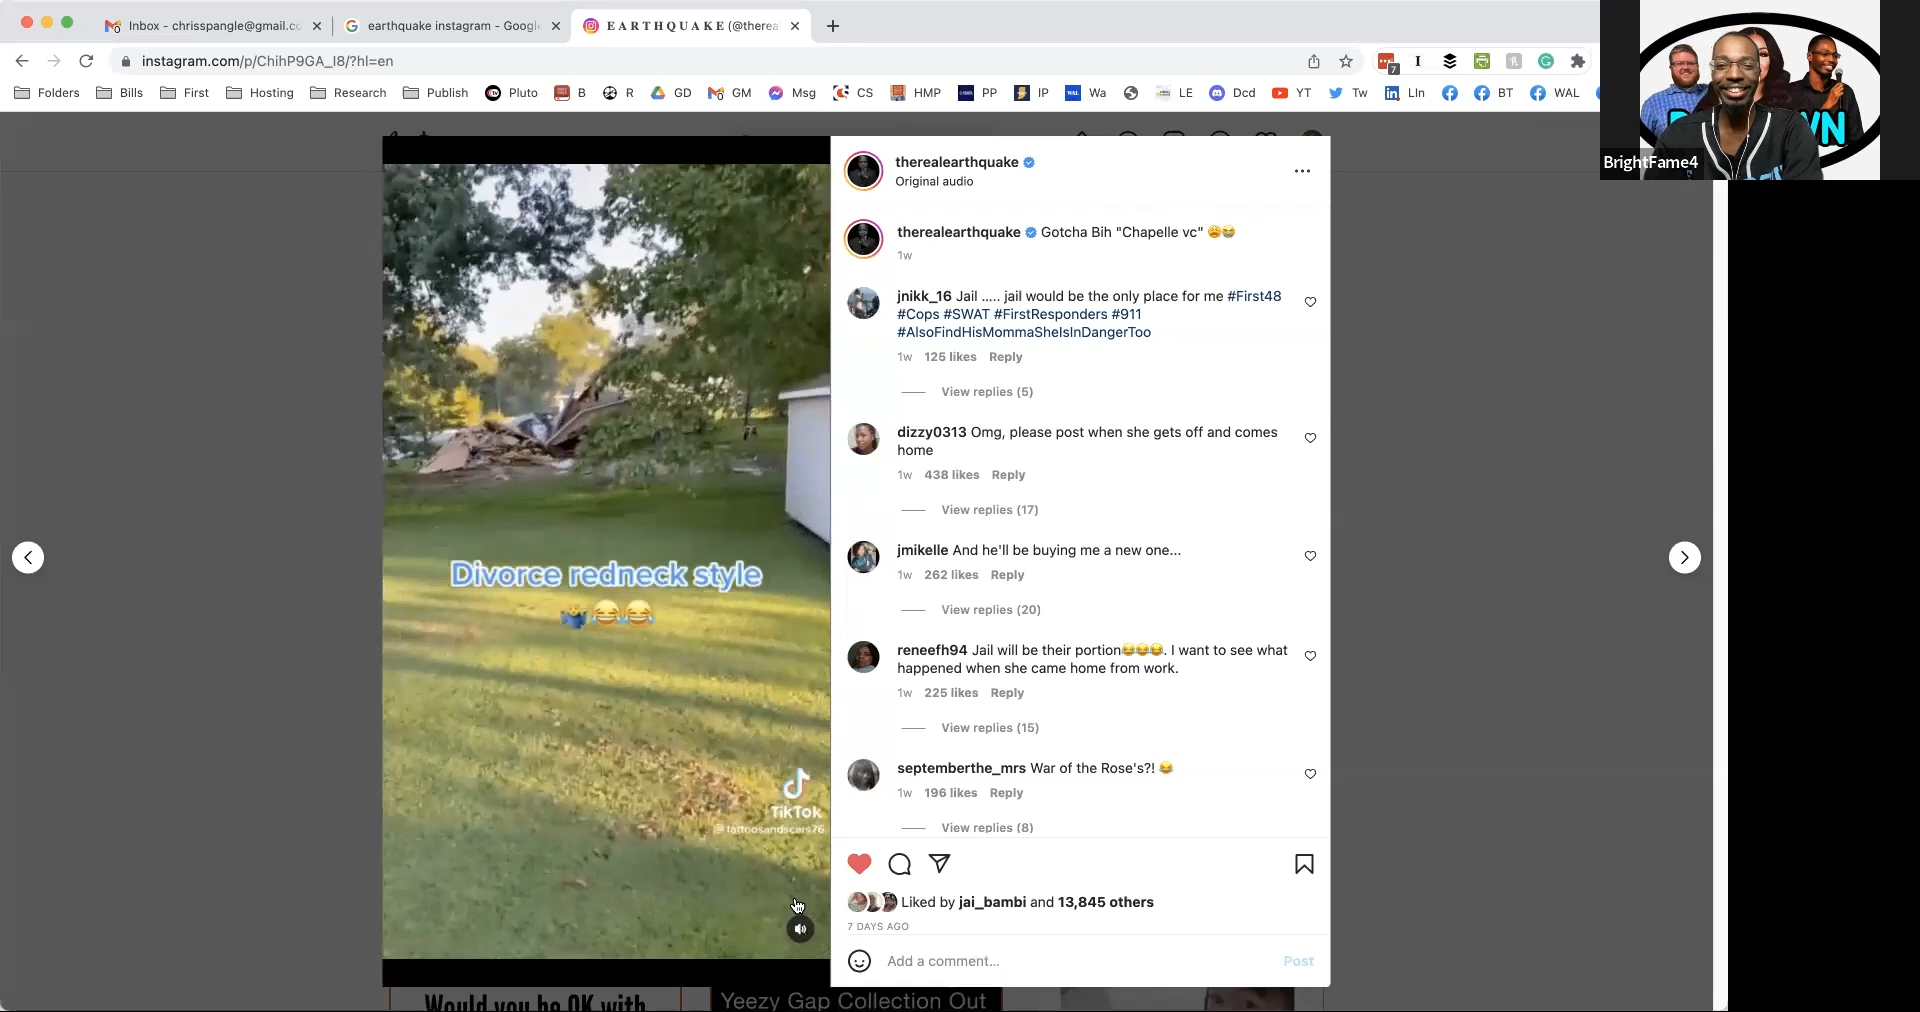 Inbox - chrisspangle@gmail.co
earthquake instagram - Google
E A R T H Q U A K E (@thereal
instagram.com/p/ChihP9GA_I8/?hl=en
7
Folders Bills First Hosting Research Publish Pluto B R GD GM Msg CS HMP PP IP Wa LE Dcd YT Tw LIn BT WAL
BrightFame4
therealearthquake
Original audio
therealearthquake Gotcha Bih "Chapelle vc" 😩😭
1w
jnikk_16 Jail ..... jail would be the only place for me #First48
#Cops #SWAT #FirstResponders #911
#AlsoFindHisMommaSheIsInDangerToo
1w 125 likes Reply
View replies (5)
dizzy0313 Omg, please post when she gets off and comes
home
1w 438 likes Reply
View replies (17)
jmikelle And he'll be buying me a new one...
1w 262 likes Reply
View replies (20)
reneefh94 Jail will be their portion😂😂😂. I want to see what
happened when she came home from work.
1w 225 likes Reply
View replies (15)
septemberthe_mrs War of the Rose's?! 😂
1w 196 likes Reply
View replies (8)
Liked by jai_bambi and 13,845 others
7 DAYS AGO
Add a comment...
Post
Divorce redneck style
🤷‍♂️😂😂
TikTok
@tattoosandscars76
Would you be OK with
Yeezy Gap Collection Out